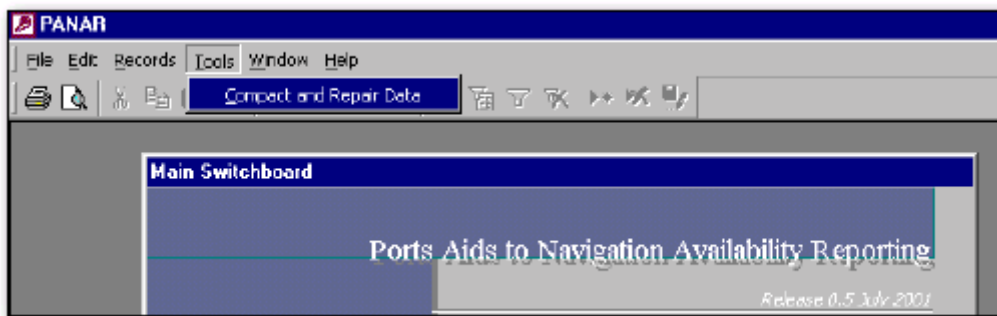 PANAR
File Edit Records Tools Window Help
Compact and Repair Data
Main Switchboard
Ports Aids to Navigation Availability Reporting
Release 0.5 July 2001